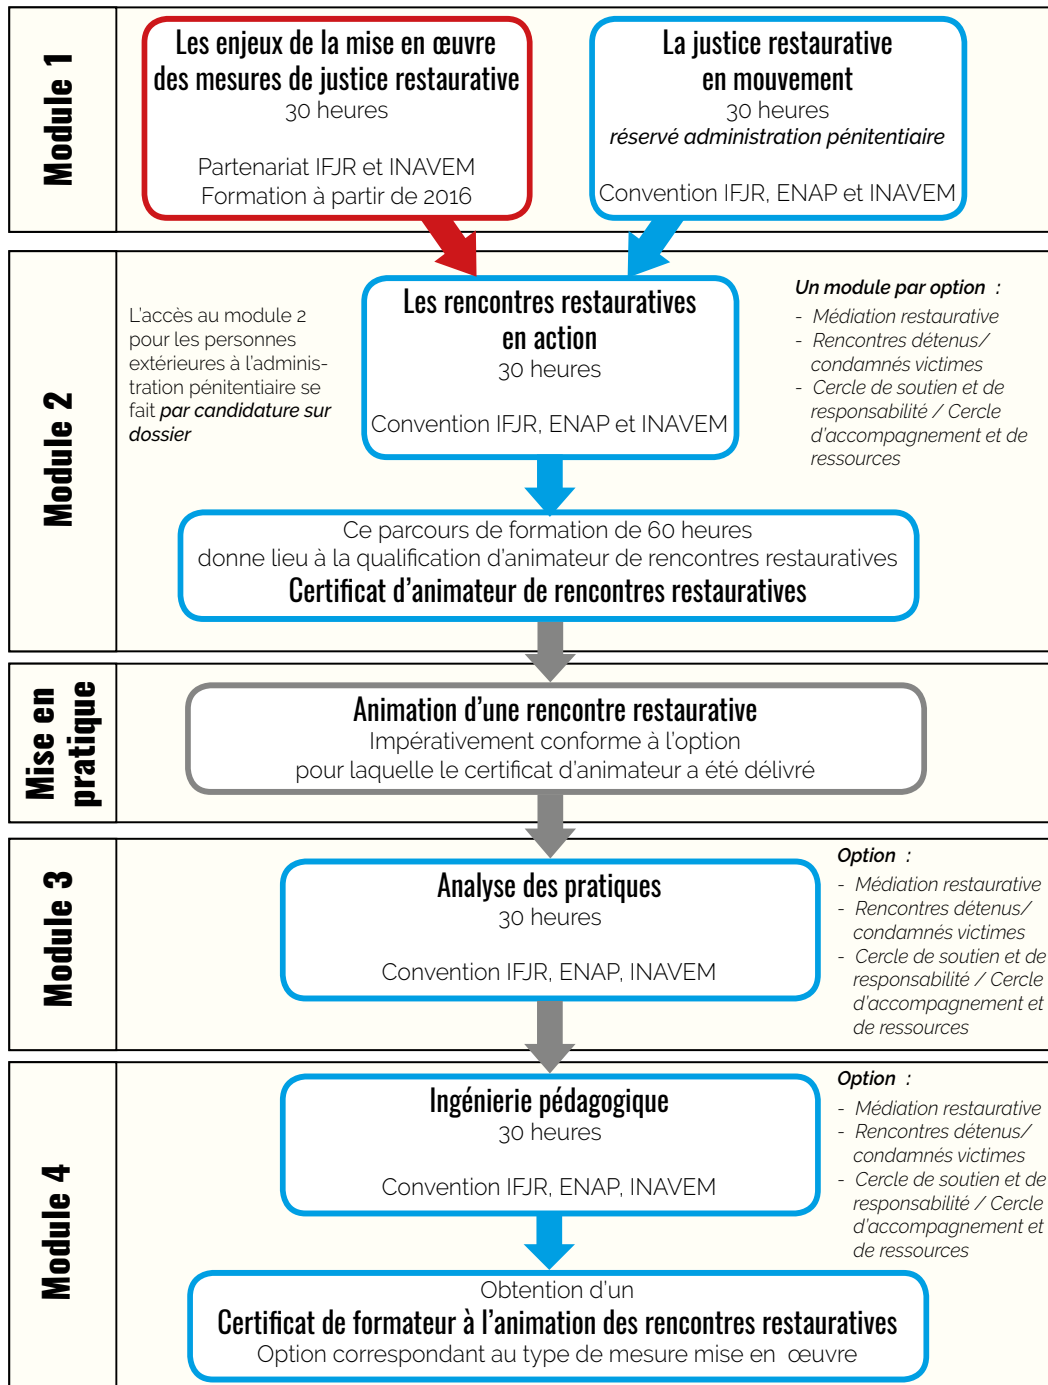 Module 1
Les enjeux de la mise en œuvre
des mesures de justice restaurative
30 heures
Partenariat IFJR et INAVEM
Formation à partir de 2016
La justice restaurative
en mouvement
30 heures
réservé administration pénitentiaire
Convention IFJR, ENAP et INAVEM
Module 2
L'accès au module 2
pour les personnes
extérieures à l'adminis-
tration pénitentiaire se
fait par candidature sur
dossier
Les rencontres restauratives
en action
30 heures
Convention IFJR, ENAP et INAVEM
Un module par option :
- Médiation restaurative
- Rencontres détenus/
condamnés victimes
- Cercle de soutien et de
responsabilité / Cercle
d'accompagnement et de
ressources
Ce parcours de formation de 60 heures
donne lieu à la qualification d'animateur de rencontres restauratives
Certificat d'animateur de rencontres restauratives
Mise en
pratique
Animation d'une rencontre restaurative
Impérativement conforme à l'option
pour laquelle le certificat d'animateur a été délivré
Module 3
Analyse des pratiques
30 heures
Convention IFJR, ENAP, INAVEM
Option :
- Médiation restaurative
- Rencontres détenus/
condamnés victimes
- Cercle de soutien et de
responsabilité / Cercle
d'accompagnement et
de ressources
Module 4
Ingénierie pédagogique
30 heures
Convention IFJR, ENAP, INAVEM
Option :
- Médiation restaurative
- Rencontres détenus/
condamnés victimes
- Cercle de soutien et de
responsabilité / Cercle
d'accompagnement et
de ressources
Obtention d'un
Certificat de formateur à l'animation des rencontres restauratives
Option correspondant au type de mesure mise en œuvre